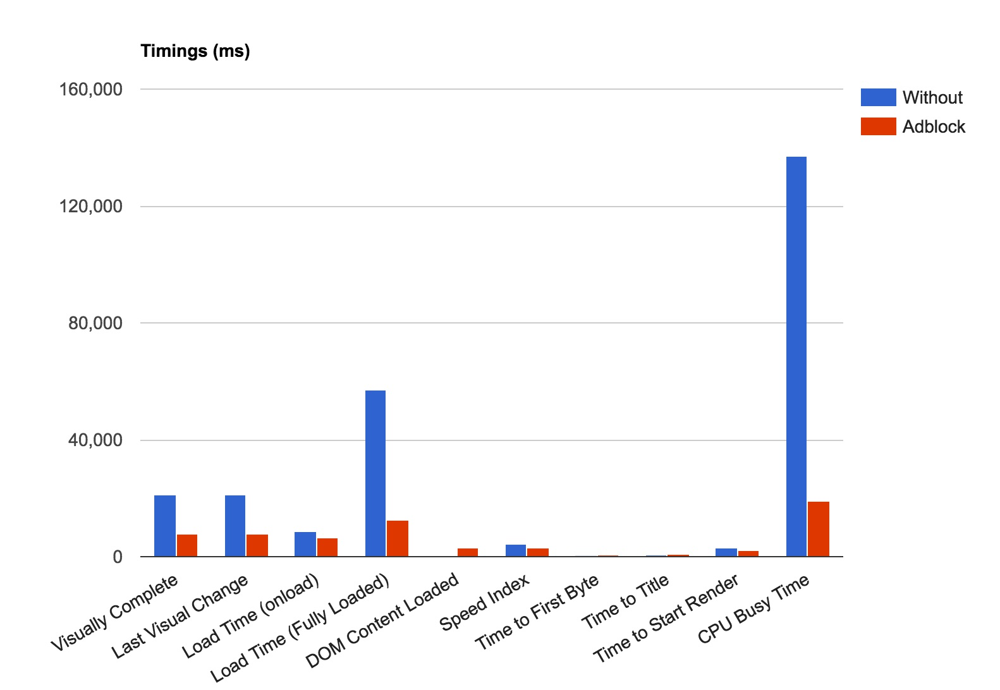 Timings (ms)
160,000
120,000
80,000
40,000
0
Without
Adblock
Visually Complete
Last Visual Change
Load Time (onload)
Load Time (Fully Loaded)
DOM Content Loaded
Speed Index
Time to First Byte
Time to Title
Time to Start Render
CPU Busy Time